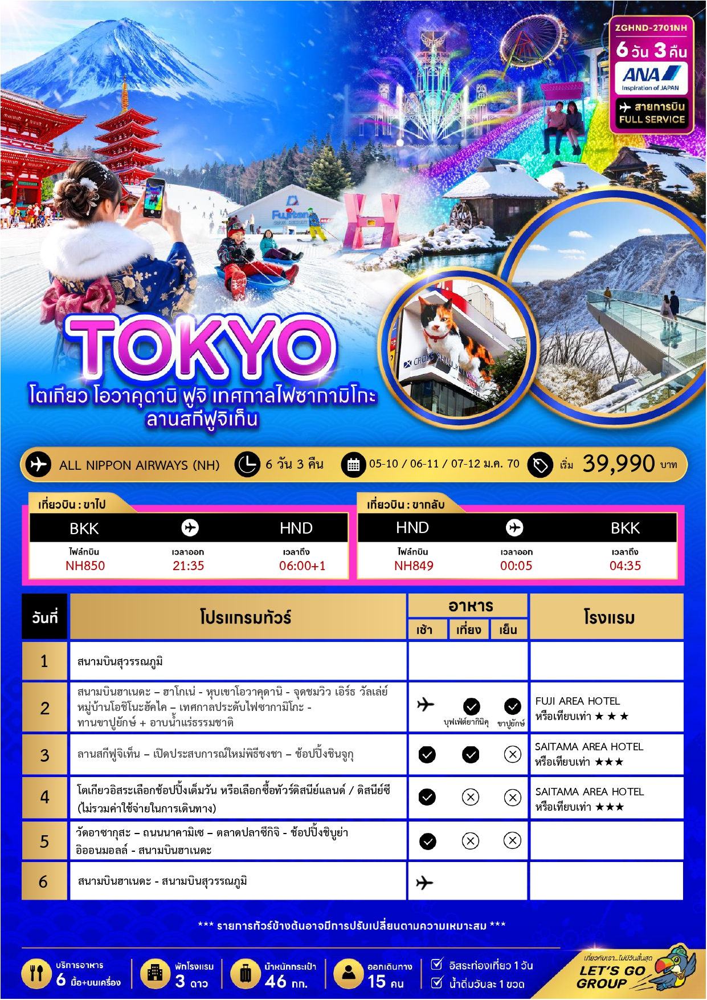 ZGHND-2701NH
6 วัน 3 คืน
ANA
Inspiration of JAPAN
สายการบิน
FULL SERVICE
Fujiten
SNOW RESORT
CROSS SHINJUKU
TOKYO
โตเกียว โอวาคุดานิ ฟูจิ เทศกาลไฟซากามิโกะ
ลานสกีฟูจิเท็น
ALL NIPPON AIRWAYS (NH) 6 วัน 3 คืน 05-10 / 06-11 / 07-12 ม.ค. 70 เริ่ม 39,990 บาท
เที่ยวบิน : ขาไป
BKK HND
ไฟล์ทบิน เวลาออก เวลาถึง
NH850 21:35 06:00+1
เที่ยวบิน : ขากลับ
HND BKK
ไฟล์ทบิน เวลาออก เวลาถึง
NH849 00:05 04:35
วันที่ โปรแกรมทัวร์ อาหาร โรงแรม
เช้า เที่ยง เย็น
1 สนามบินสุวรรณภูมิ
2 สนามบินฮาเนดะ – ฮาโกเน่ - หุบเขาโอวาคุดานิ - จุดชมวิว เอิร์ธ วัลเล่ย์
หมู่บ้านโอชิโนะฮัคไค – เทศกาลประดับไฟซากามิโกะ -
ทานขาปูยักษ์ + อาบน้ำแร่ธรรมชาติ
บุฟเฟ่ต์ยากินิคุ ขาปูยักษ์
FUJI AREA HOTEL
หรือเทียบเท่า ★ ★ ★
3 ลานสกีฟูจิเท็น – เปิดประสบการณ์ใหม่พิธีชงชา – ช้อปปิ้งชินจูกุ
SAITAMA AREA HOTEL
หรือเทียบเท่า ★★★
4 โตเกียวอิสระเลือกช้อปปิ้งเต็มวัน หรือเลือกซื้อทัวร์ดิสนีย์แลนด์ / ดิสนีย์ซี
(ไม่รวมค่าใช้จ่ายในการเดินทาง)
SAITAMA AREA HOTEL
หรือเทียบเท่า ★★★
5 วัดอาซากุสะ – ถนนนาคามิเซ – ตลาดปลาซึกิจิ - ช้อปปิ้งชิบูย่า
อิออนมอลล์ - สนามบินฮาเนดะ
6 สนามบินฮาเนดะ - สนามบินสุวรรณภูมิ
*** รายการทัวร์ข้างต้นอาจมีการปรับเปลี่ยนตามความเหมาะสม ***
บริการอาหาร
6 มื้อ+บนเครื่อง
พักโรงแรม
3 ดาว
น้ำหนักกระเป๋า
46 กก.
ออกเดินทาง
15 คน
อิสระท่องเที่ยว 1 วัน
น้ำดื่มวันละ 1 ขวด
เที่ยวกับเรา...ไม่มีวันสิ้นสุด
LET'S GO
GROUP